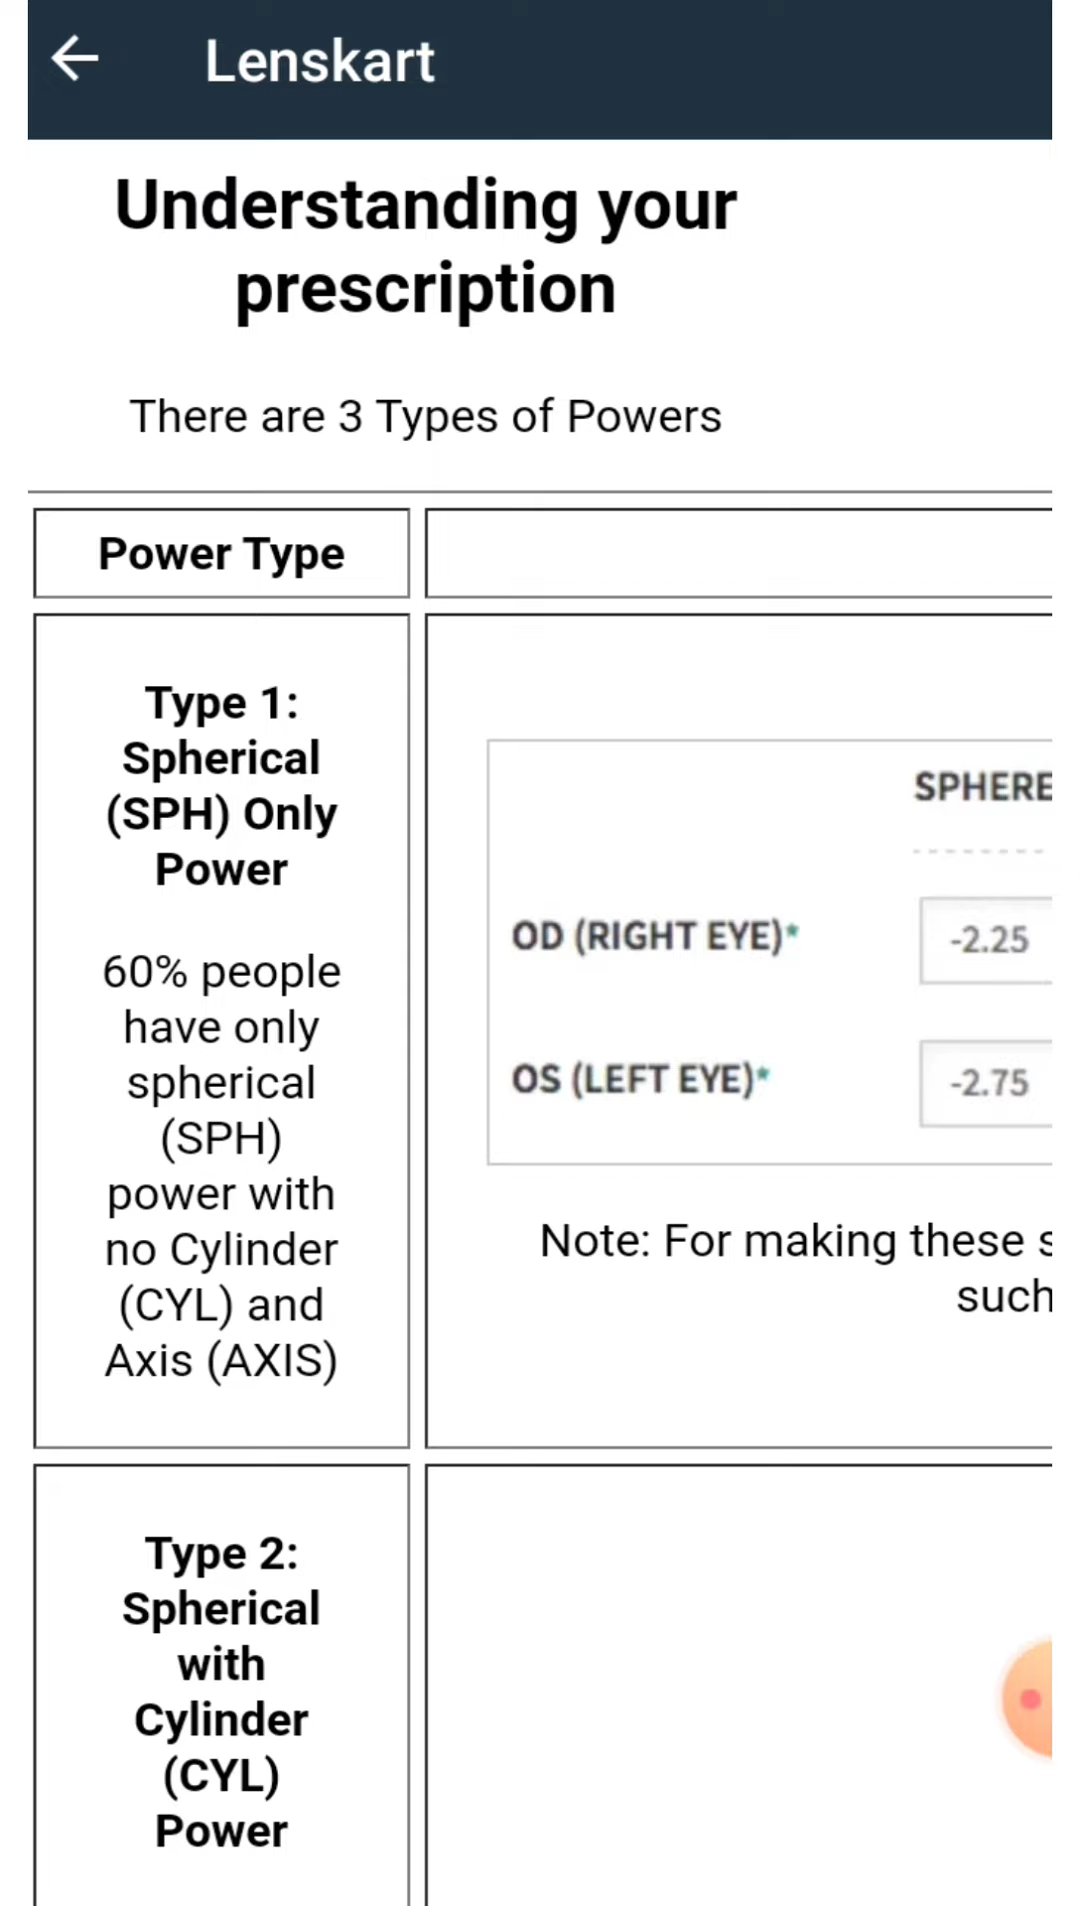 Lenskart
Understanding your
prescription
There are 3 Types of Powers
Power Type
Type 1:
Spherical
(SPH) Only
Power
60% people
have only
spherical
(SPH)
power with
no Cylinder
(CYL) and
Axis (AXIS)
SPHERE
OD (RIGHT EYE)*
-2.25
OS (LEFT EYE)*
-2.75
Note: For making these s
such
Type 2:
Spherical
with
Cylinder
(CYL)
Power